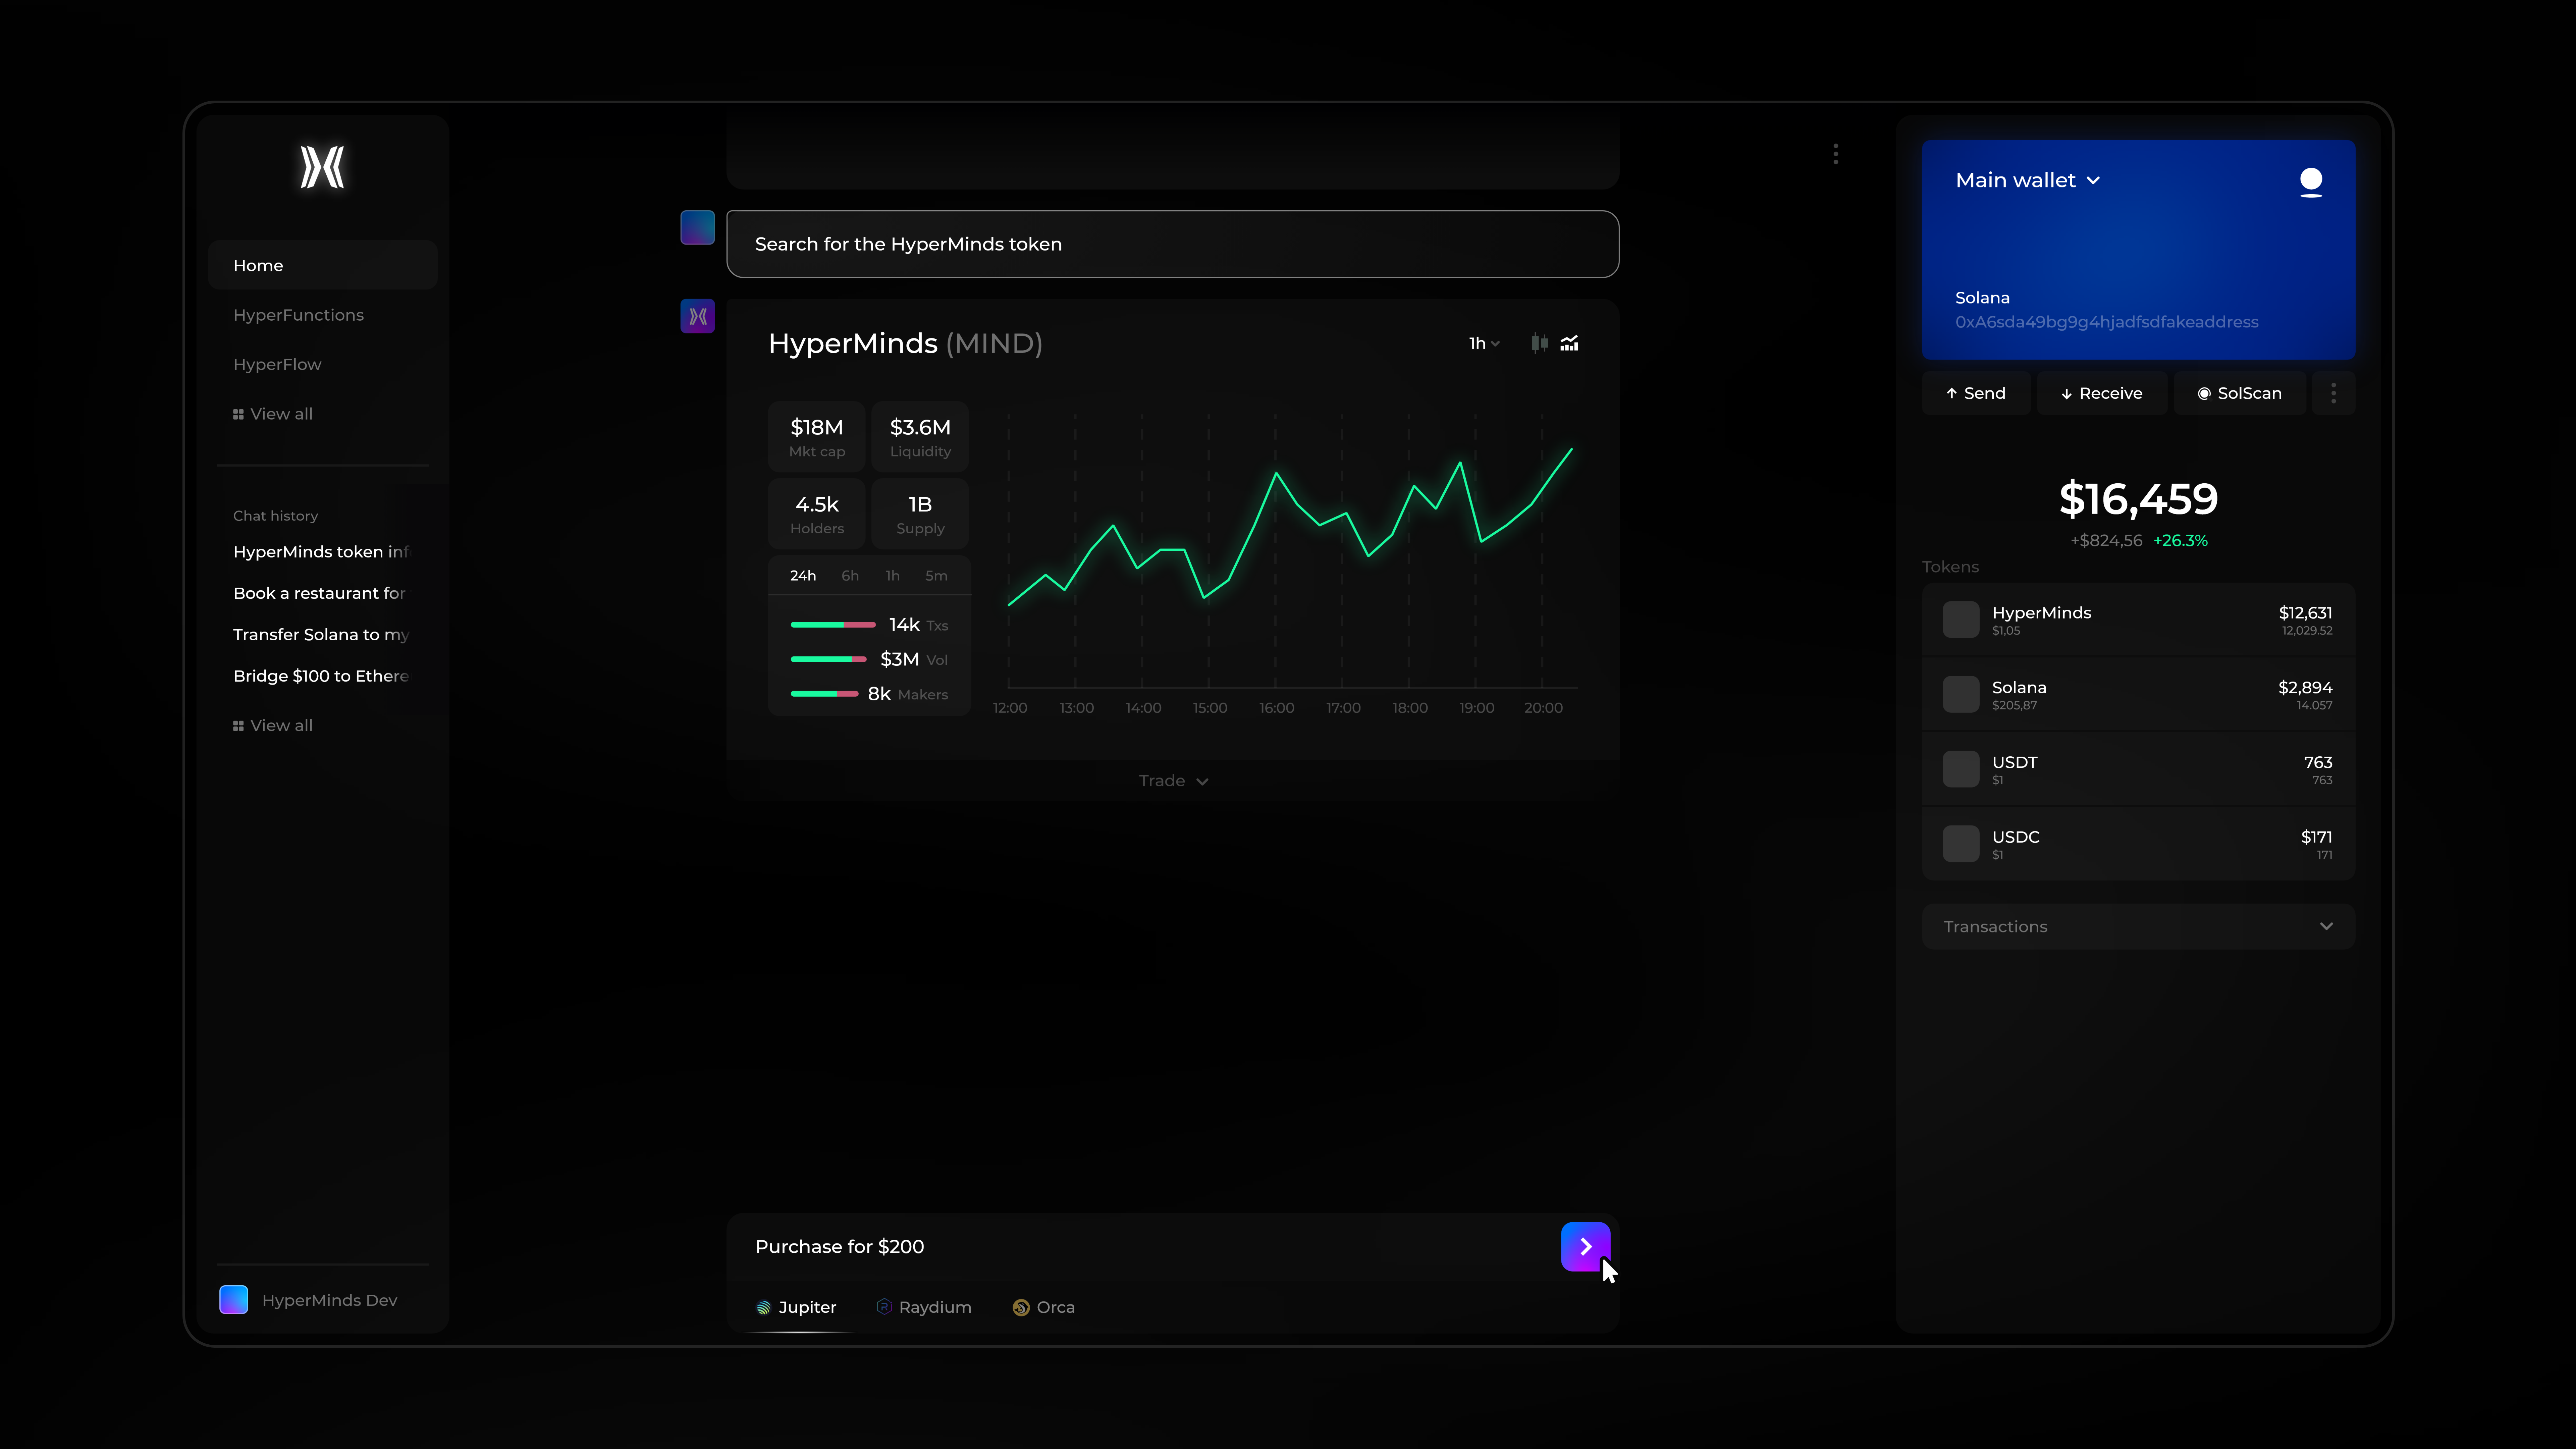 Home
HyperFunctions
HyperFlow
View all
Chat history
HyperMinds token inf
Book a restaurant for
Transfer Solana to my
Bridge $100 to Ethere
View all
HyperMinds Dev
Search for the HyperMinds token
HyperMinds (MIND)
1h
$18M
Mkt cap
$3.6M
Liquidity
4.5k
Holders
1B
Supply
24h 6h 1h 5m
14k Txs
$3M Vol
8k Makers
12:00 13:00 14:00 15:00 16:00 17:00 18:00 19:00 20:00
Trade
Purchase for $200
Jupiter Raydium Orca
Main wallet
Solana
0xA6sda49bg9g4hjadfsdfakeaddress
Send Receive SolScan
$16,459
+$824,56 +26.3%
Tokens
HyperMinds $12,631
$1,05 12,029.52
Solana $2,894
$205,87 14.057
USDT 763
$1 763
USDC $171
$1 171
Transactions